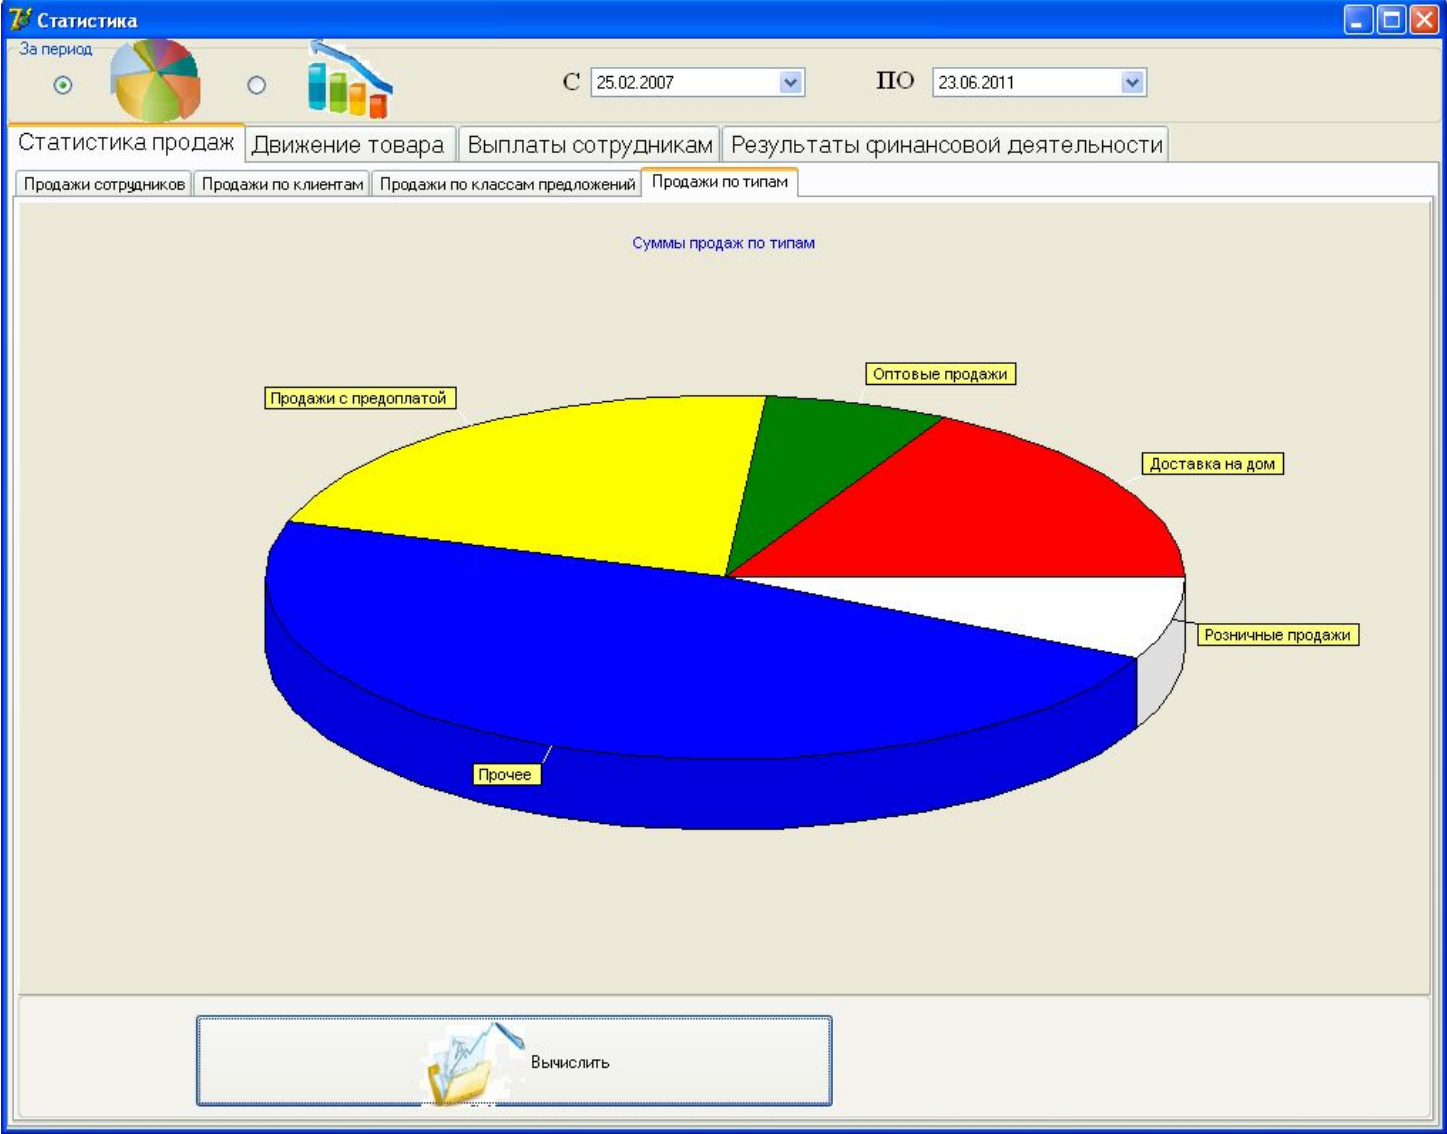 Статистика
За период
С 25.02.2007 ПО 23.06.2011
Статистика продаж Движение товара Выплаты сотрудникам Результаты финансовой деятельности
Продажи сотрудников Продажи по клиентам Продажи по классам предложений Продажи по типам
Суммы продаж по типам
Оптовые продажи
Продажи с предоплатой
Доставка на дом
Розничные продажи
Прочее
Вычислить